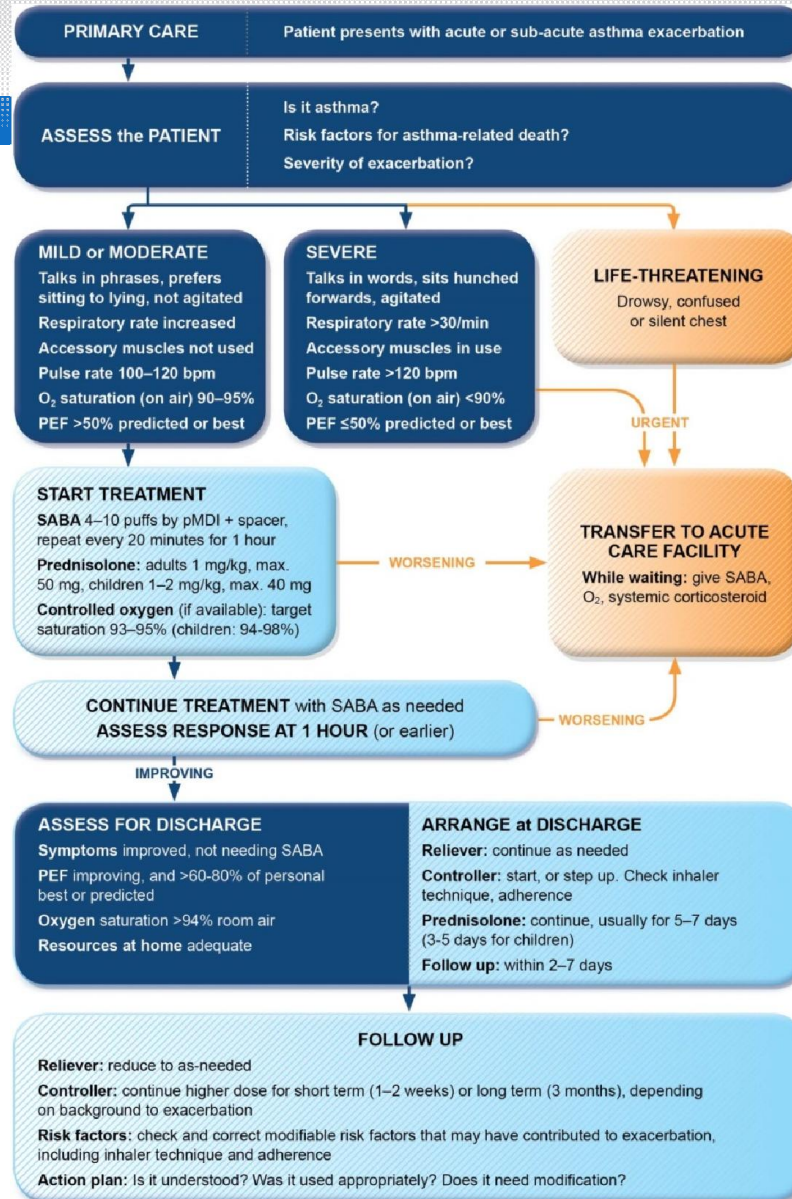 PRIMARY CARE
Patient presents with acute or sub-acute asthma exacerbation
ASSESS the PATIENT
Is it asthma?
Risk factors for asthma-related death?
Severity of exacerbation?
MILD or MODERATE
Talks in phrases, prefers
sitting to lying, not agitated
Respiratory rate increased
Accessory muscles not used
Pulse rate 100–120 bpm
O₂ saturation (on air) 90–95%
PEF >50% predicted or best
SEVERE
Talks in words, sits hunched
forwards, agitated
Respiratory rate >30/min
Accessory muscles in use
Pulse rate >120 bpm
O₂ saturation (on air) <90%
PEF ≤50% predicted or best
LIFE-THREATENING
Drowsy, confused
or silent chest
URGENT
START TREATMENT
SABA 4–10 puffs by pMDI + spacer,
repeat every 20 minutes for 1 hour
Prednisolone: adults 1 mg/kg, max.
50 mg, children 1–2 mg/kg, max. 40 mg
Controlled oxygen (if available): target
saturation 93–95% (children: 94-98%)
WORSENING
TRANSFER TO ACUTE
CARE FACILITY
While waiting: give SABA,
O₂, systemic corticosteroid
CONTINUE TREATMENT with SABA as needed
ASSESS RESPONSE AT 1 HOUR (or earlier)
WORSENING
IMPROVING
ASSESS FOR DISCHARGE
Symptoms improved, not needing SABA
PEF improving, and >60-80% of personal
best or predicted
Oxygen saturation >94% room air
Resources at home adequate
ARRANGE at DISCHARGE
Reliever: continue as needed
Controller: start, or step up. Check inhaler
technique, adherence
Prednisolone: continue, usually for 5–7 days
(3-5 days for children)
Follow up: within 2–7 days
FOLLOW UP
Reliever: reduce to as-needed
Controller: continue higher dose for short term (1–2 weeks) or long term (3 months), depending
on background to exacerbation
Risk factors: check and correct modifiable risk factors that may have contributed to exacerbation,
including inhaler technique and adherence
Action plan: Is it understood? Was it used appropriately? Does it need modification?